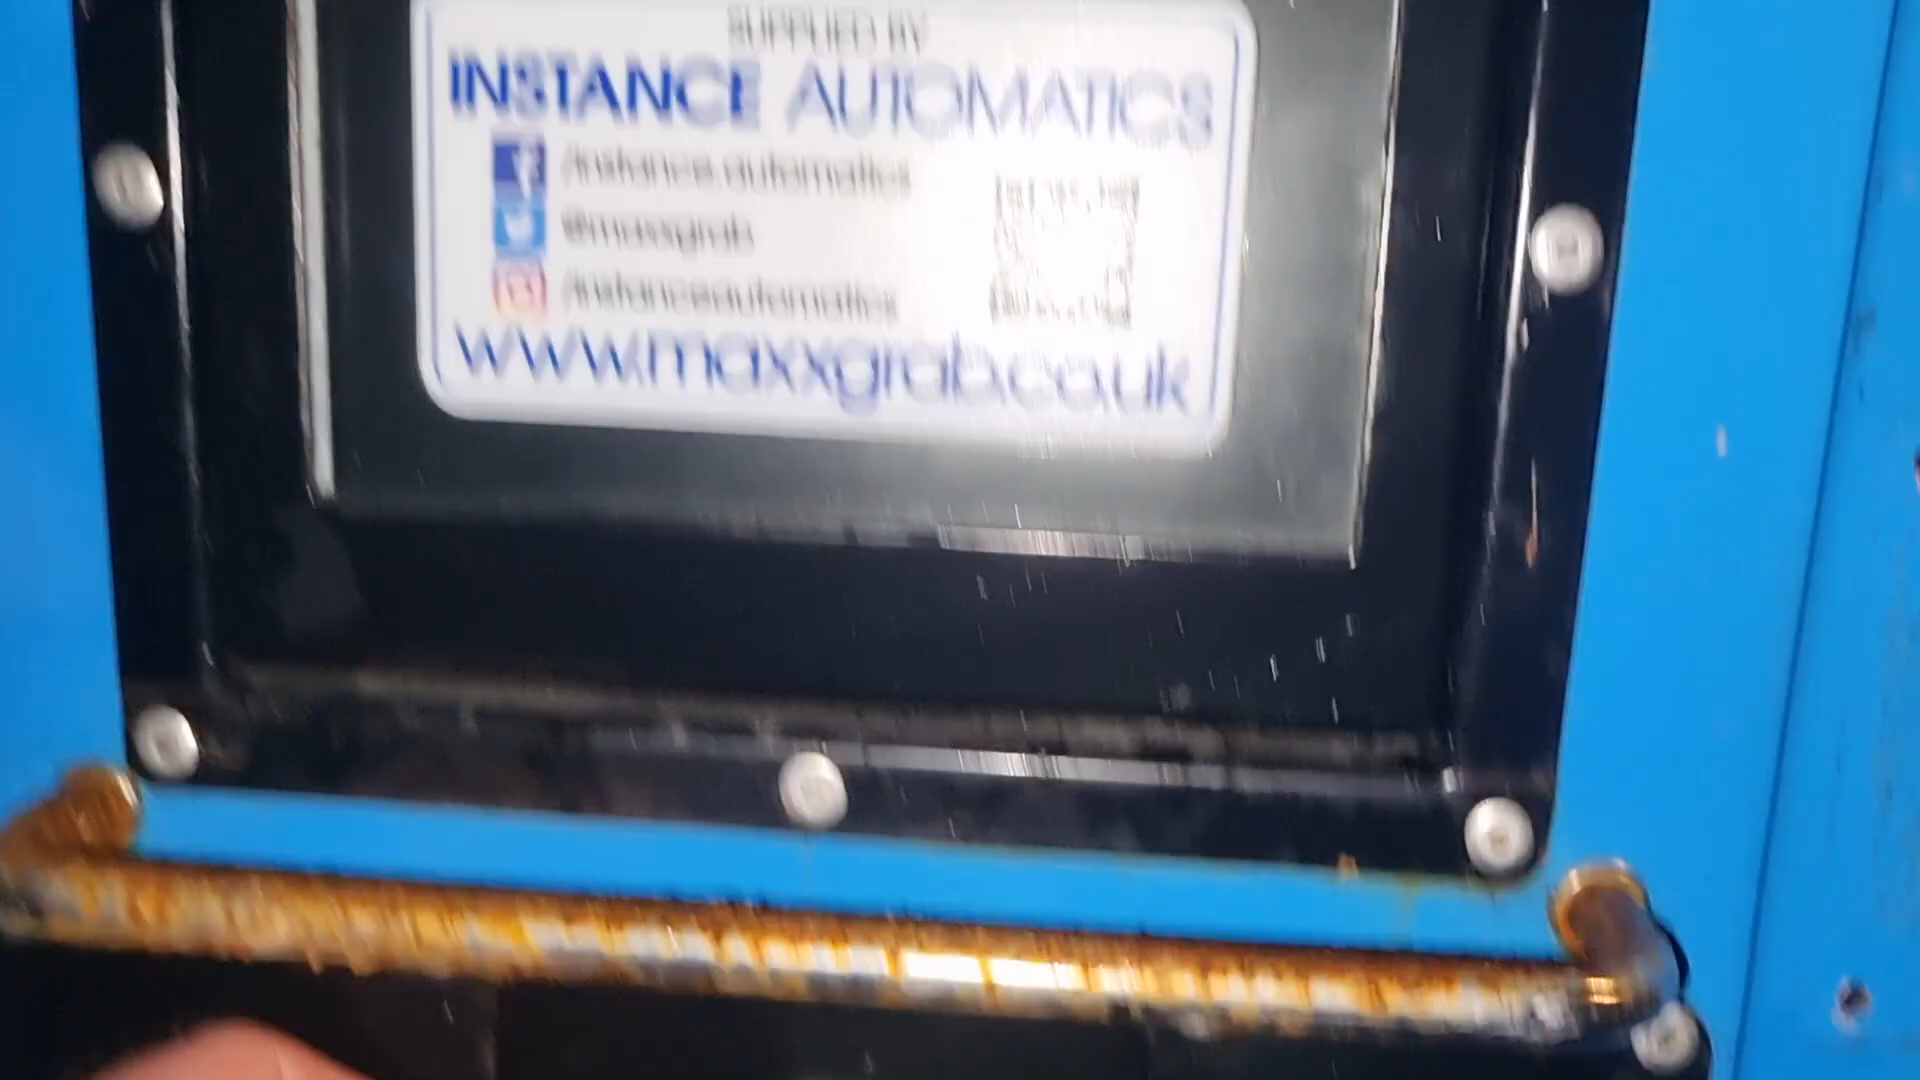 SUPPLIED BY
INSTANCE AUTOMATICS
/instance.automatics
@maxxgrab
/instanceautomatics
www.maxxgrab.co.uk